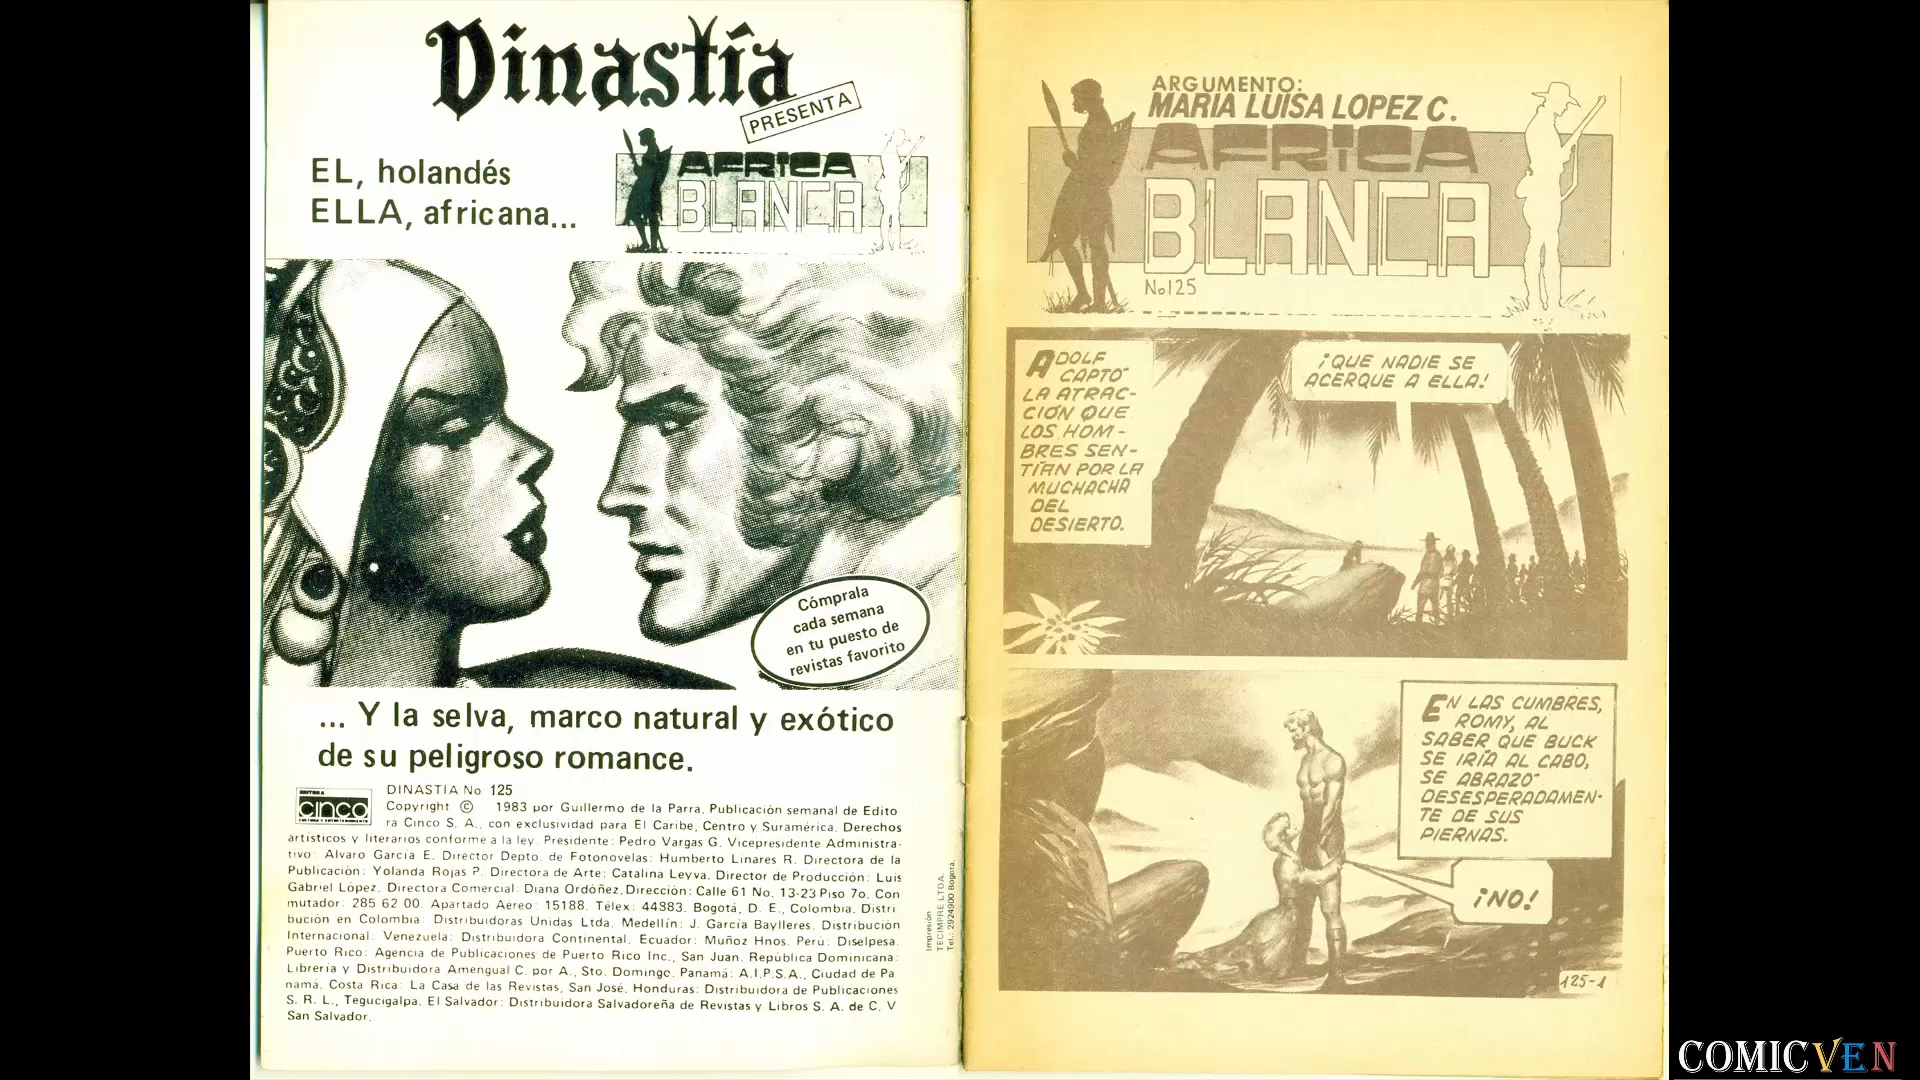 Dinastía
PRESENTA
EL, holandés
ELLA, africana...
AFRICA
BLANCA
Cómprala
cada semana
en tu puesto de
revistas favorito
... Y la selva, marco natural y exótico
de su peligroso romance.
EDITORA
CINCO
DINASTIA No 125
Copyright © 1983 por Guillermo de la Parra. Publicación semanal de Edito
ra Cinco S. A., con exclusividad para El Caribe, Centro y Suramérica. Derechos
artísticos y literarios conforme a la ley. Presidente: Pedro Vargas G. Vicepresidente Administra-
tivo: Alvaro García E. Director Depto. de Fotonovelas: Humberto Linares R. Directora de la
Publicación: Yolanda Rojas P. Directora de Arte: Catalina Leyva. Director de Producción: Luis
Gabriel López. Directora Comercial: Diana Ordóñez. Dirección: Calle 61 No. 13-23 Piso 7o. Con
mutador: 285 62 00. Apartado Aéreo: 15188. Télex: 44983. Bogotá, D. E., Colombia. Distri
bución en Colombia: Distribuidoras Unidas Ltda. Medellín: J. García Baylleres. Distribución
Internacional: Venezuela: Distribuidora Continental. Ecuador: Muñoz Hnos. Perú: Diselpesa.
Puerto Rico: Agencia de Publicaciones de Puerto Rico Inc., San Juan. República Dominicana:
Librería y Distribuidora Amengual C. por A., Sto. Domingo. Panamá: A.I.P.S.A., Ciudad de Pa
namá. Costa Rica: La Casa de las Revistas, San José. Honduras: Distribuidora de Publicaciones
S. R. L., Tegucigalpa. El Salvador: Distribuidora Salvadoreña de Revistas y Libros S. A. de C. V
San Salvador.
Impresión
TECIMPRE LTDA.
Tel.: 2924900 Bogotá.
ARGUMENTO:
MARIA LUISA LOPEZ C.
AFRICA
BLANCA
No125
ADOLF
CAPTÓ
LA ATRAC-
CIÓN QUE
LOS HOM-
BRES SEN-
TÍAN POR LA
MUCHACHA
DEL
DESIERTO.
¡QUE NADIE SE
ACERQUE A ELLA!
EN LAS CUMBRES,
ROMY, AL
SABER QUE BUCK
SE IRÍA AL CABO,
SE ABRAZÓ
DESESPERADAMEN-
TE DE SUS
PIERNAS.
¡NO!
125-1
COMICVEN